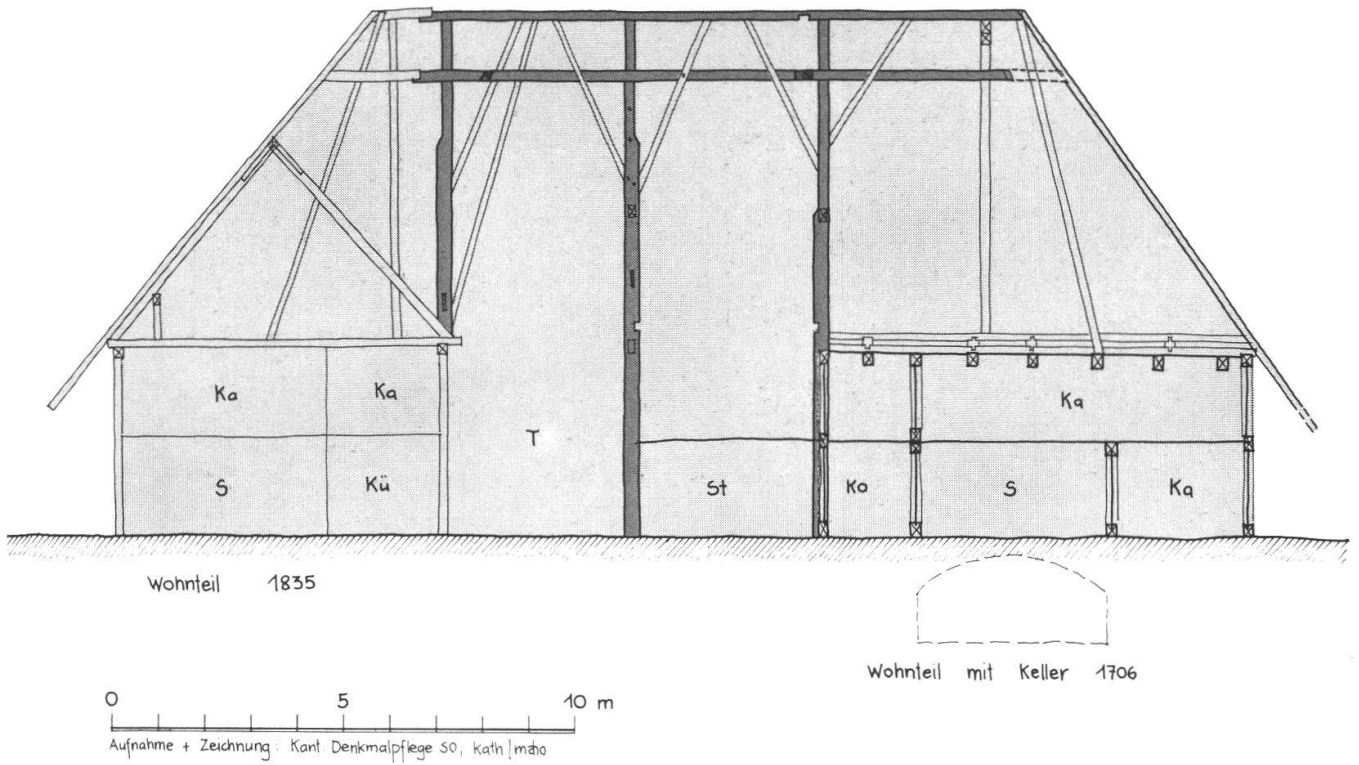 Ka Ka Ka
T
S Kü St Ko S Ka
Wohnteil 1835
Wohnteil mit Keller 1706
0 5 10 m
Aufnahme + Zeichnung: Kant. Denkmalpflege SO, kath/